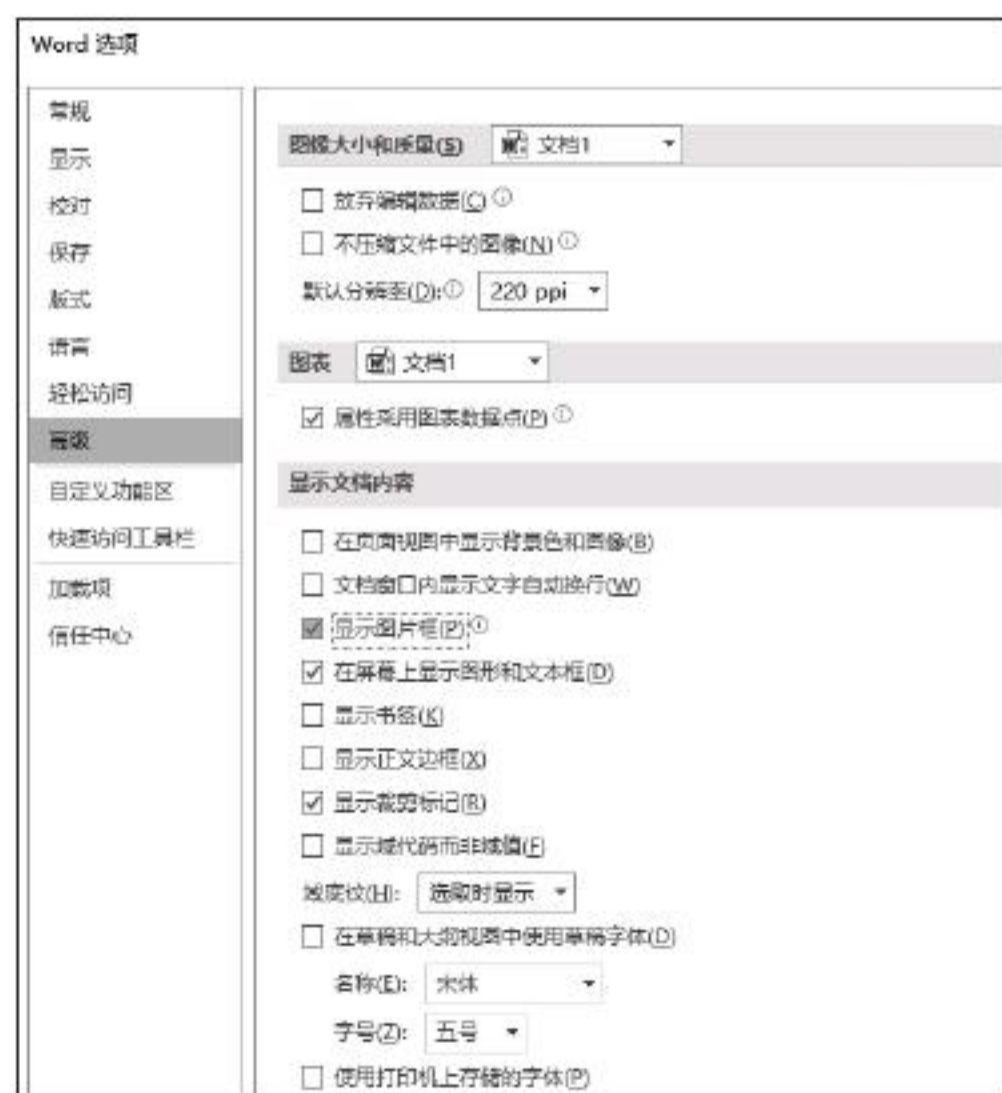 Word 选项
常规
显示
校对
保存
版式
语言
轻松访问
高级
自定义功能区
快速访问工具栏
加载项
信任中心
图像大小和质量(S) 文档1
放弃编辑数据(C)
不压缩文件中的图像(N)
默认分辨率(D): 220 ppi
图表 文档1
属性采用图表数据点(P)
显示文档内容
在页面视图中显示背景色和图像(B)
文档窗口内显示文字自动换行(W)
显示图片框(P)
在屏幕上显示图形和文本框(D)
显示书签(K)
显示正文边框(X)
显示裁剪标记(R)
显示域代码而非域值(F)
域底纹(H): 选取时显示
在草稿和大纲视图中使用草稿字体(D)
名称(E): 宋体
字号(Z): 五号
使用打印机上存储的字体(P)